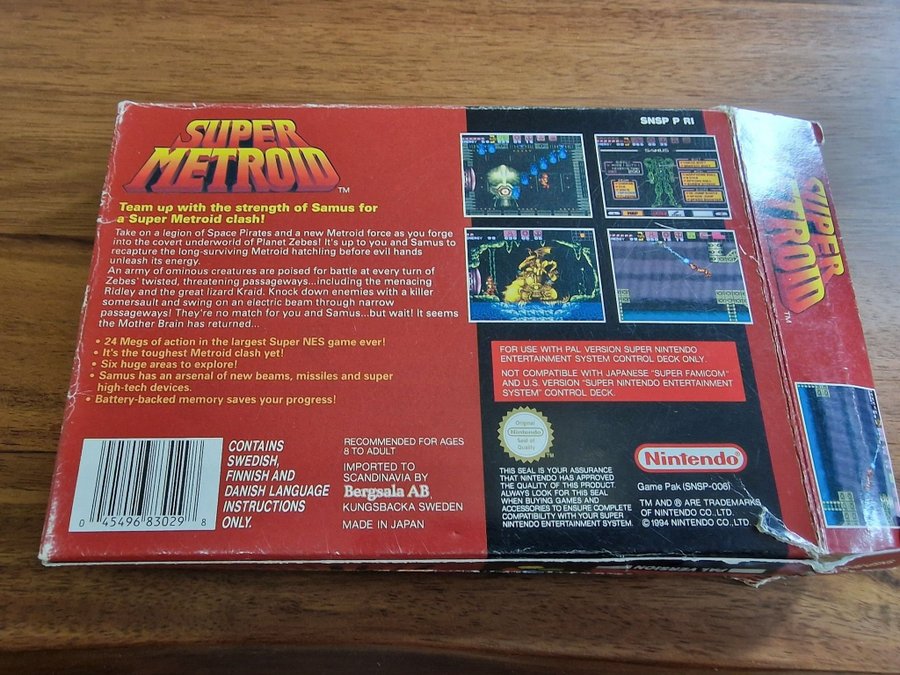 SNSP P RI
SUPER
METROID
TM
Team up with the strength of Samus for
a Super Metroid clash!
Take on a legion of Space Pirates and a new Metroid force as you forge
into the covert underworld of Planet Zebes! It's up to you and Samus to
recapture the long-surviving Metroid hatchling before evil hands
unleash its energy.
An army of ominous creatures are poised for battle at every turn of
Zebes' twisted, threatening passageways...including the menacing
Ridley and the great lizard Kraid. Knock down enemies with a killer
somersault and swing on an electric beam through narrow
passageways! They're no match for you and Samus...but wait! It seems
the Mother Brain has returned...
• 24 Megs of action in the largest Super NES game ever!
• It's the toughest Metroid clash yet!
• Six huge areas to explore!
• Samus has an arsenal of new beams, missiles and super
high-tech devices.
• Battery-backed memory saves your progress!
0 45496 83029 8
CONTAINS
SWEDISH,
FINNISH AND
DANISH LANGUAGE
INSTRUCTIONS
ONLY.
RECOMMENDED FOR AGES
8 TO ADULT
IMPORTED TO
SCANDINAVIA BY
Bergsala AB
KUNGSBACKA SWEDEN
MADE IN JAPAN
SAMUS
FOR USE WITH PAL VERSION SUPER NINTENDO
ENTERTAINMENT SYSTEM CONTROL DECK ONLY.
NOT COMPATIBLE WITH JAPANESE "SUPER FAMICOM"
AND U.S. VERSION "SUPER NINTENDO ENTERTAINMENT
SYSTEM" CONTROL DECK.
Original
Nintendo
Seal of
Quality
THIS SEAL IS YOUR ASSURANCE
THAT NINTENDO HAS APPROVED
THE QUALITY OF THIS PRODUCT.
ALWAYS LOOK FOR THIS SEAL
WHEN BUYING GAMES AND
ACCESSORIES TO ENSURE COMPLETE
COMPATIBILITY WITH YOUR SUPER
NINTENDO ENTERTAINMENT SYSTEM.
Nintendo®
Game Pak (SNSP-006)
TM AND ® ARE TRADEMARKS
OF NINTENDO CO., LTD.
© 1994 NINTENDO CO., LTD
SUPER
METROID
TM
PAL VERSION